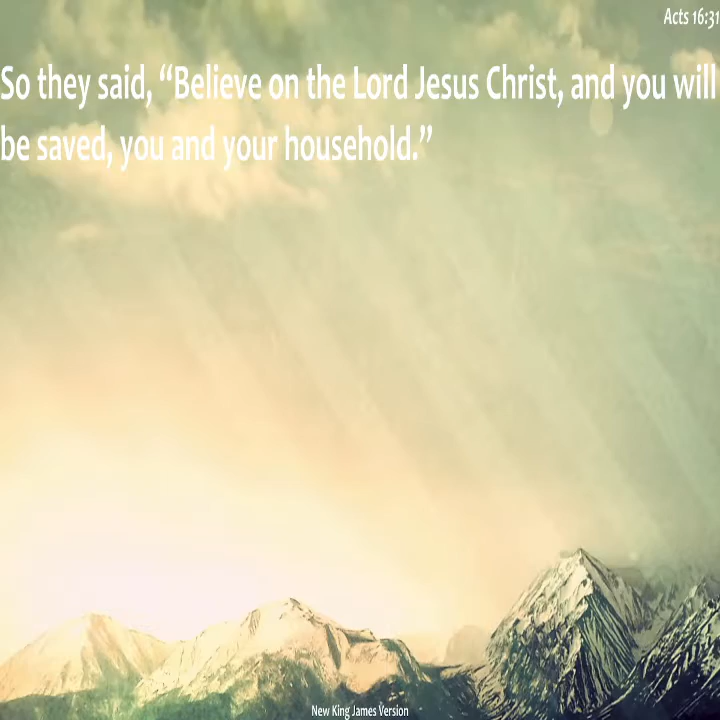 Acts 16:31
So they said, “Believe on the Lord Jesus Christ, and you will
be saved, you and your household.”
New King James Version